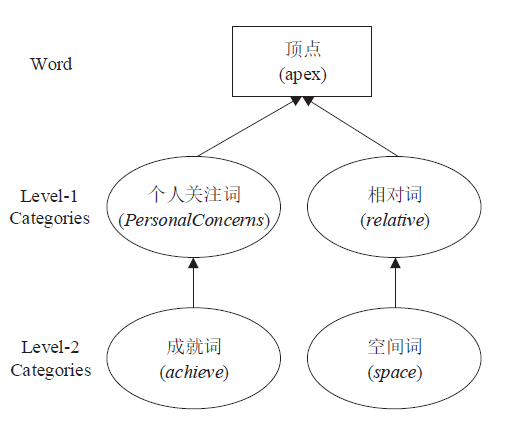 Word
顶点
(apex)
Level-1
Categories
个人关注词
(PersonalConcerns)
相对词
(relative)
Level-2
Categories
成就词
(achieve)
空间词
(space)